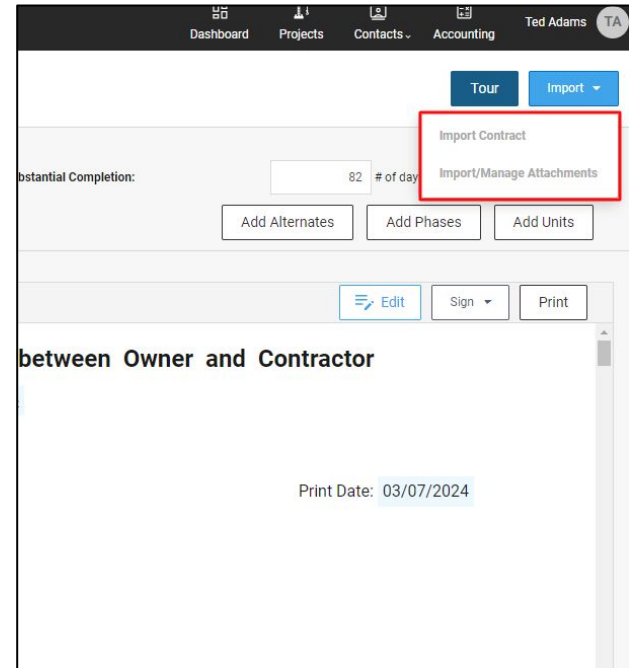 Dashboard Projects Contacts Accounting Ted Adams TA
Tour Import
Import Contract
Import/Manage Attachments
bstantial Completion: 82 # of day
Add Alternates Add Phases Add Units
Edit Sign Print
between Owner and Contractor
Print Date: 03/07/2024